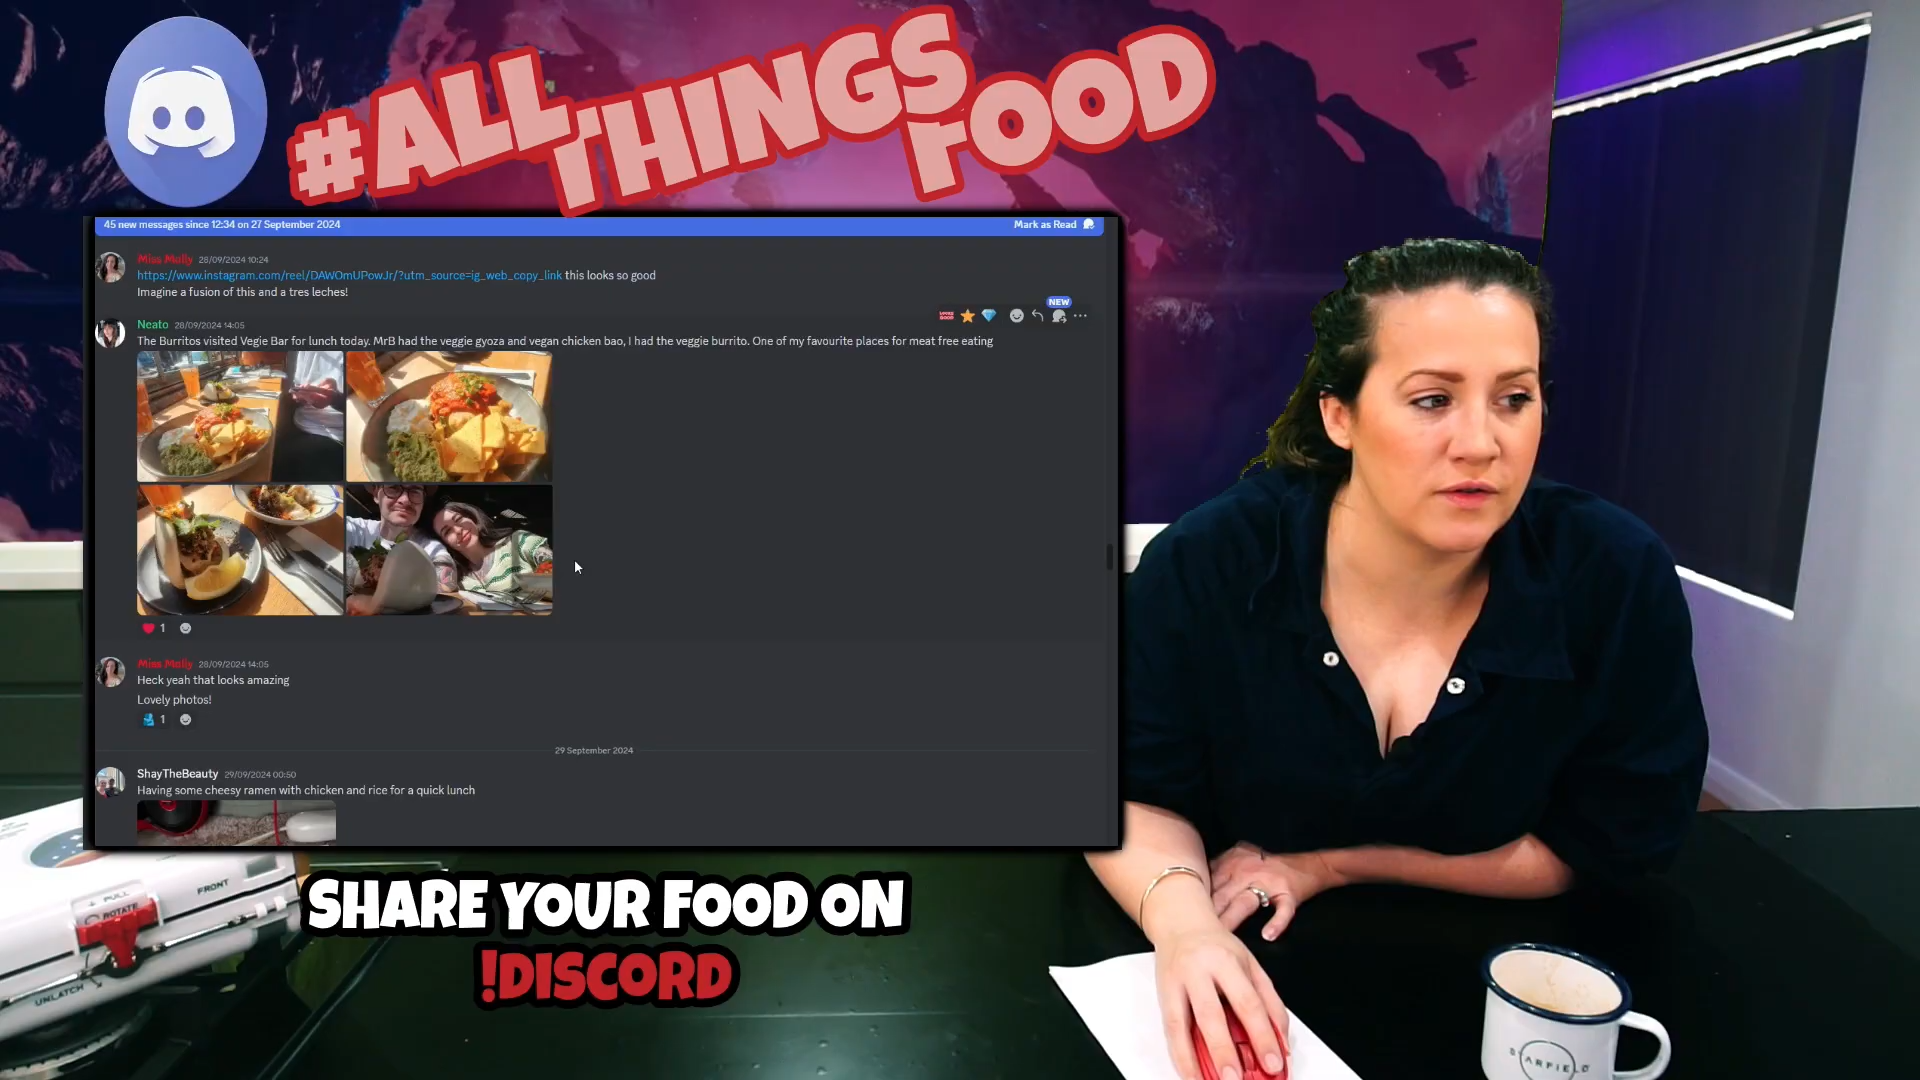 #ALL THINGS FOOD
45 new messages since 12:34 on 27 September 2024
Mark as Read
Miss Molly 28/09/2024 10:24
https://www.instagram.com/reel/DAWOmUPowJr/?utm_source=ig_web_copy_link this looks so good
Imagine a fusion of this and a tres leches!
NEW
Neato 28/09/2024 14:05
The Burritos visited Vegie Bar for lunch today. MrB had the veggie gyoza and vegan chicken bao, I had the veggie burrito. One of my favourite places for meat free eating
1
Miss Molly 28/09/2024 14:05
Heck yeah that looks amazing
Lovely photos!
1
29 September 2024
ShayTheBeauty 29/09/2024 00:50
Having some cheesy ramen with chicken and rice for a quick lunch
PULL
FRONT
ROTATE
UNLATCH
SHARE YOUR FOOD ON
!DISCORD
STARFIELD